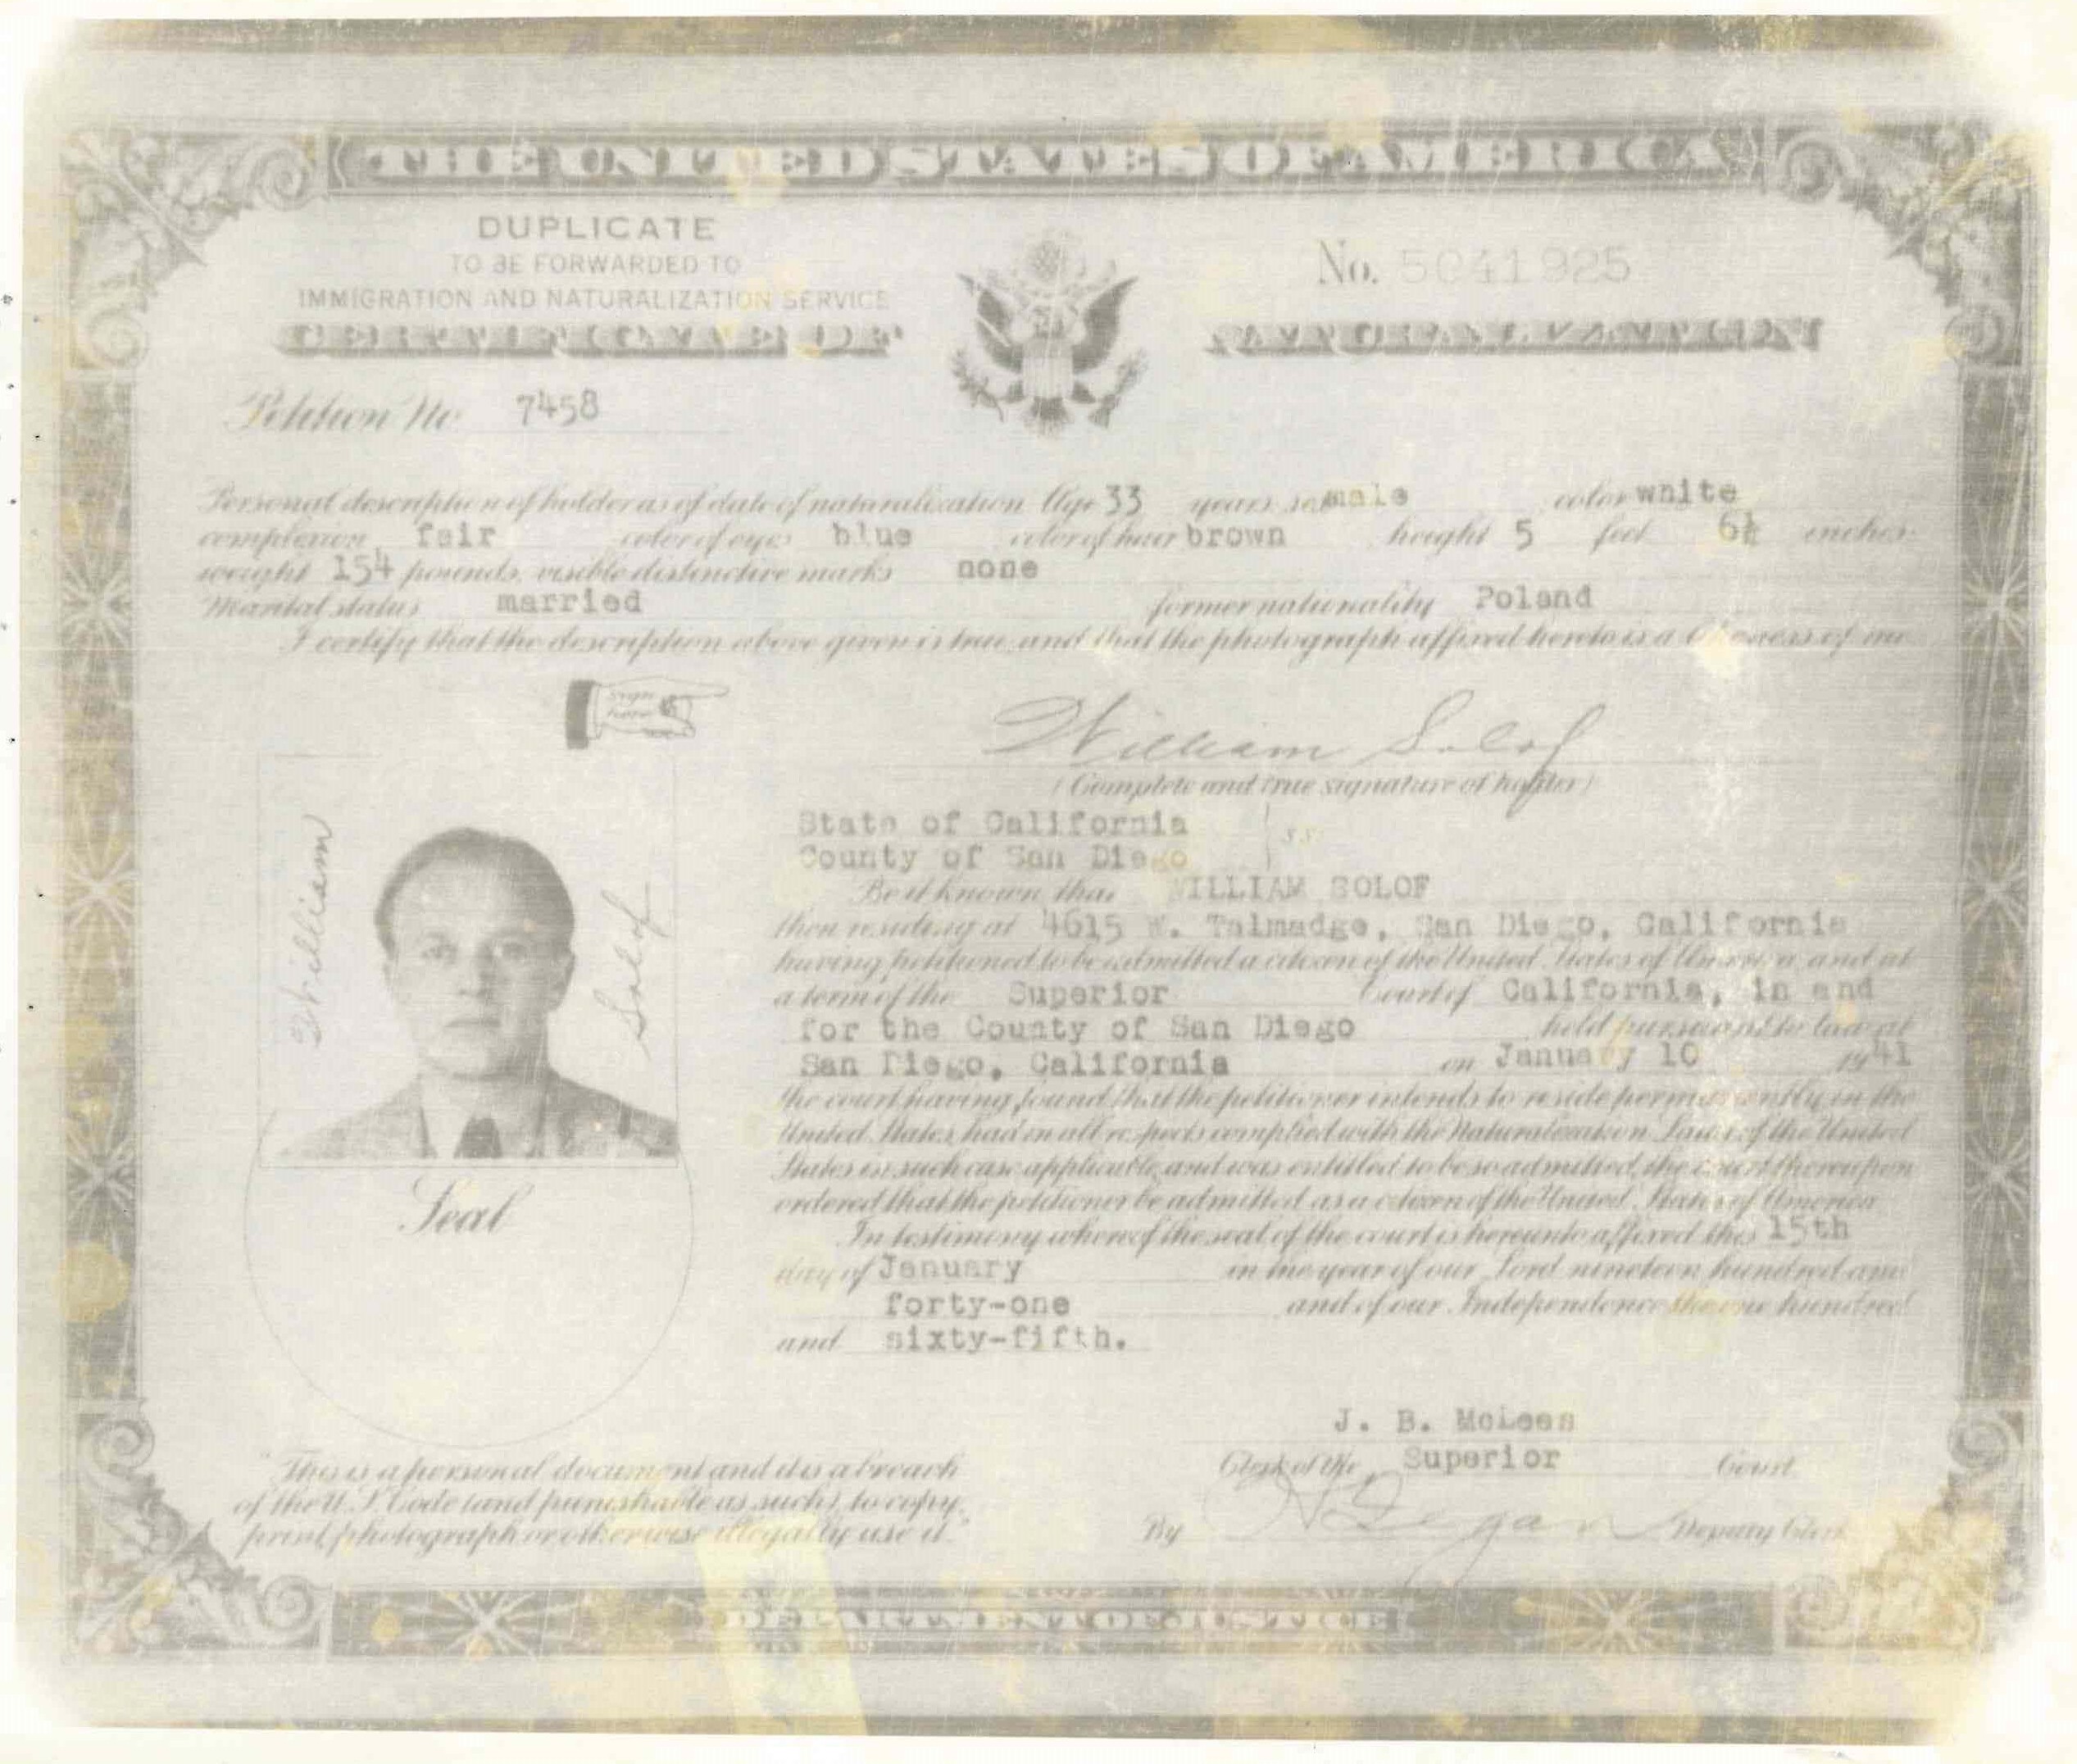 THE UNITED STATES OF AMERICA
DUPLICATE
TO BE FORWARDED TO
IMMIGRATION AND NATURALIZATION SERVICE
No. 5041925
CERTIFICATE OF NATURALIZATION
Petition No 7458
Personal description of holder as of date of naturalization Age 33 years sex male color white
complexion fair color of eyes blue color of hair brown height 5 feet 6½ inches
weight 154 pounds, visible distinctive marks none
Marital status married former nationality Poland
I certify that the description above given is true, and that the photograph affixed hereto is a likeness of me
sign here
William Solof
(Complete and true signature of holder)
William Solof
State of California
County of San Diego } ss:
Be it known that WILLIAM SOLOF
then residing at 4615 W. Talmadge, San Diego, California
having petitioned to be admitted a citizen of the United States of America, and at
a term of the Superior Court of California, in and
for the County of San Diego held pursuant to law at
San Diego, California on January 10 1941
the court having found that the petitioner intends to reside permanently in the
United States had in all respects complied with the Naturalization Laws of the United
States in such case applicable, and was entitled to be so admitted, the court thereupon
ordered that the petitioner be admitted as a citizen of the United States of America
In testimony whereof the seal of the court is hereunto affixed this 15th
day of January in the year of our Lord nineteen hundred and
forty-one and of our Independence the one hundred
and sixty-fifth.
Seal
J. B. McLees
Clerk of the Superior Court
By Deputy Clerk
"This is a personal document and it is a breach
of the U. S. Code (and punishable as such), to copy,
print, photograph or otherwise illegally use it."
DEPARTMENT OF JUSTICE